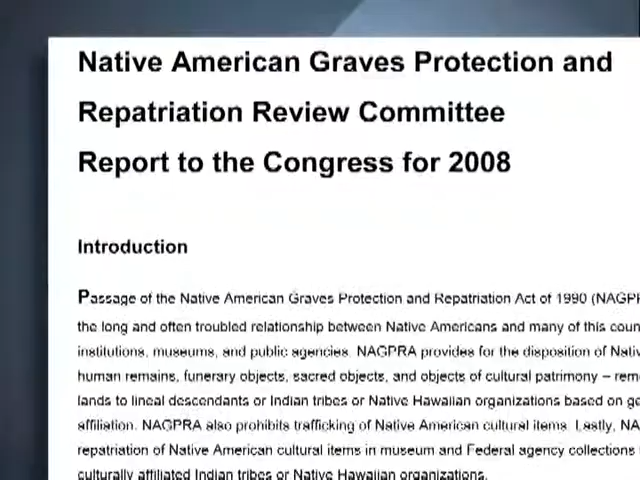 Native American Graves Protection and
Repatriation Review Committee
Report to the Congress for 2008
Introduction
Passage of the Native American Graves Protection and Repatriation Act of 1990 (NAGPR
the long and often troubled relationship between Native Americans and many of this coun
institutions, museums, and public agencies. NAGPRA provides for the disposition of Nativ
human remains, funerary objects, sacred objects, and objects of cultural patrimony – rem
lands to lineal descendants or Indian tribes or Native Hawaiian organizations based on ge
affiliation. NAGPRA also prohibits trafficking of Native American cultural items. Lastly, NA
repatriation of Native American cultural items in museum and Federal agency collections
culturally affiliated Indian tribes or Native Hawaiian organizations.